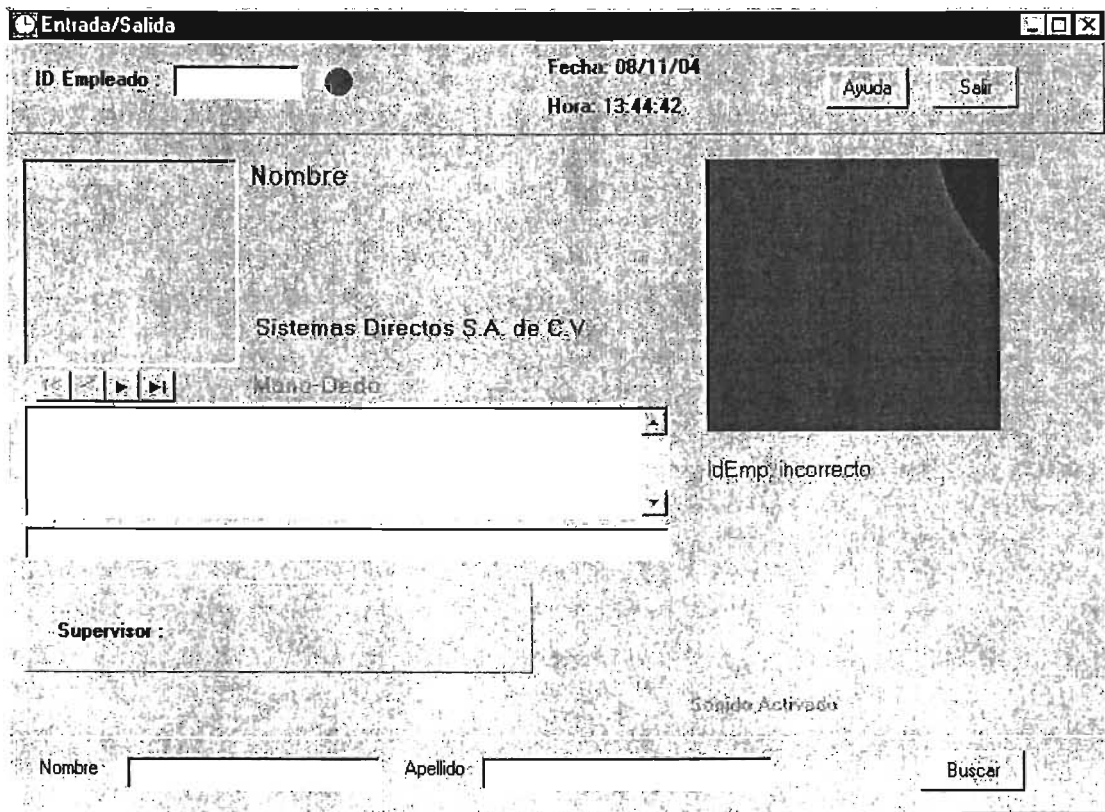 Entrada/Salida
ID Empleado :
Fecha: 08/11/04
Hora: 13:44:42
Ayuda
Salir
Nombre
Sistemas Directos S.A. de C.V.
Mano-Dedo
IdEmp, incorrecto
Supervisor :
Sonido Activado
Nombre
Apellido
Buscar